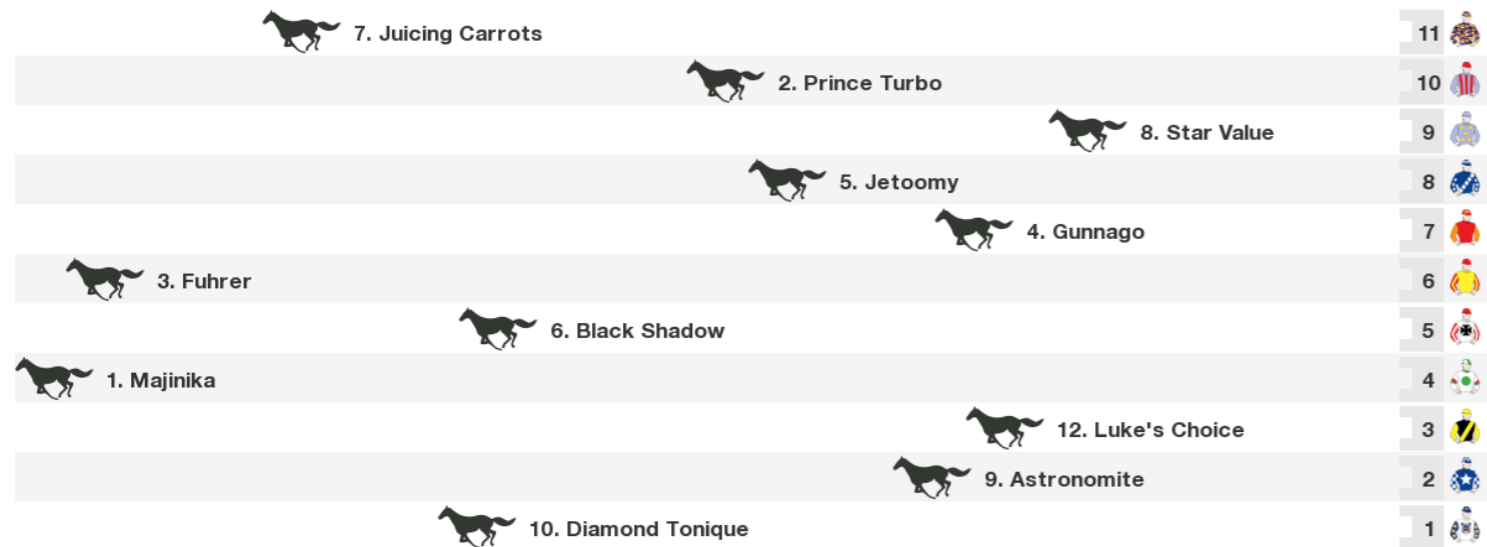 7. Juicing Carrots 11
2. Prince Turbo 10
8. Star Value 9
5. Jetoomy 8
4. Gunnago 7
3. Fuhrer 6
6. Black Shadow 5
1. Majinika 4
12. Luke's Choice 3
9. Astronomite 2
10. Diamond Tonique 1